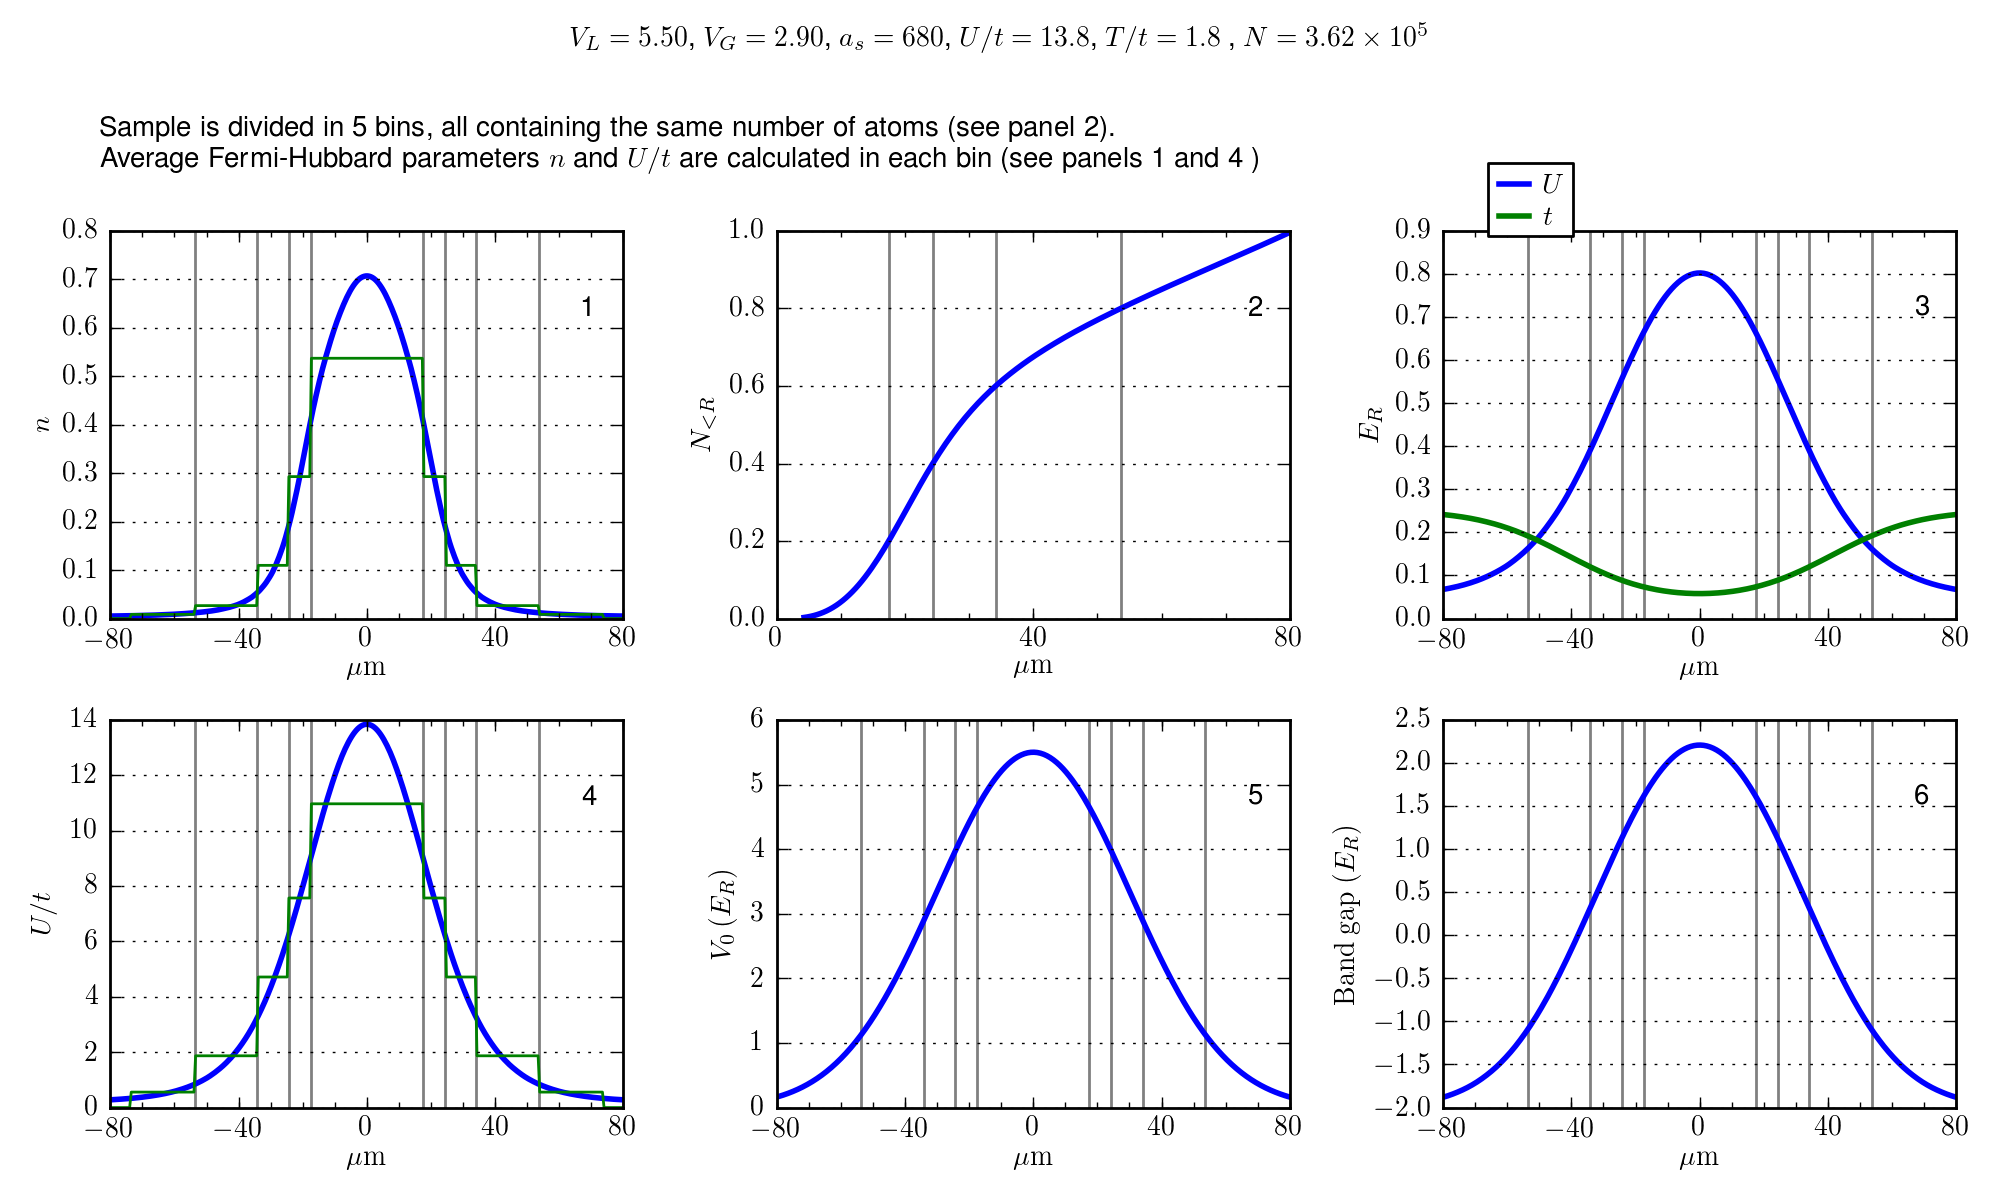 V_L = 5.50, V_G = 2.90, a_s = 680, U/t = 13.8, T/t = 1.8 , N = 3.62 × 10^5
Sample is divided in 5 bins, all containing the same number of atoms (see panel 2).
Average Fermi-Hubbard parameters n and U/t are calculated in each bin (see panels 1 and 4 )
U
t
0.8
0.7
0.6
0.5
0.4
0.3
0.2
0.1
0.0
n
1
−80 −40 0 40 80
μm
1.0
0.8
0.6
0.4
0.2
0.0
N_{<R}
2
0 40 80
μm
0.9
0.8
0.7
0.6
0.5
0.4
0.3
0.2
0.1
0.0
E_R
3
−80 −40 0 40 80
μm
14
12
10
8
6
4
2
0
U/t
4
−80 −40 0 40 80
μm
6
5
4
3
2
1
0
V_0 (E_R)
5
−80 −40 0 40 80
μm
2.5
2.0
1.5
1.0
0.5
0.0
−0.5
−1.0
−1.5
−2.0
Band gap (E_R)
6
−80 −40 0 40 80
μm